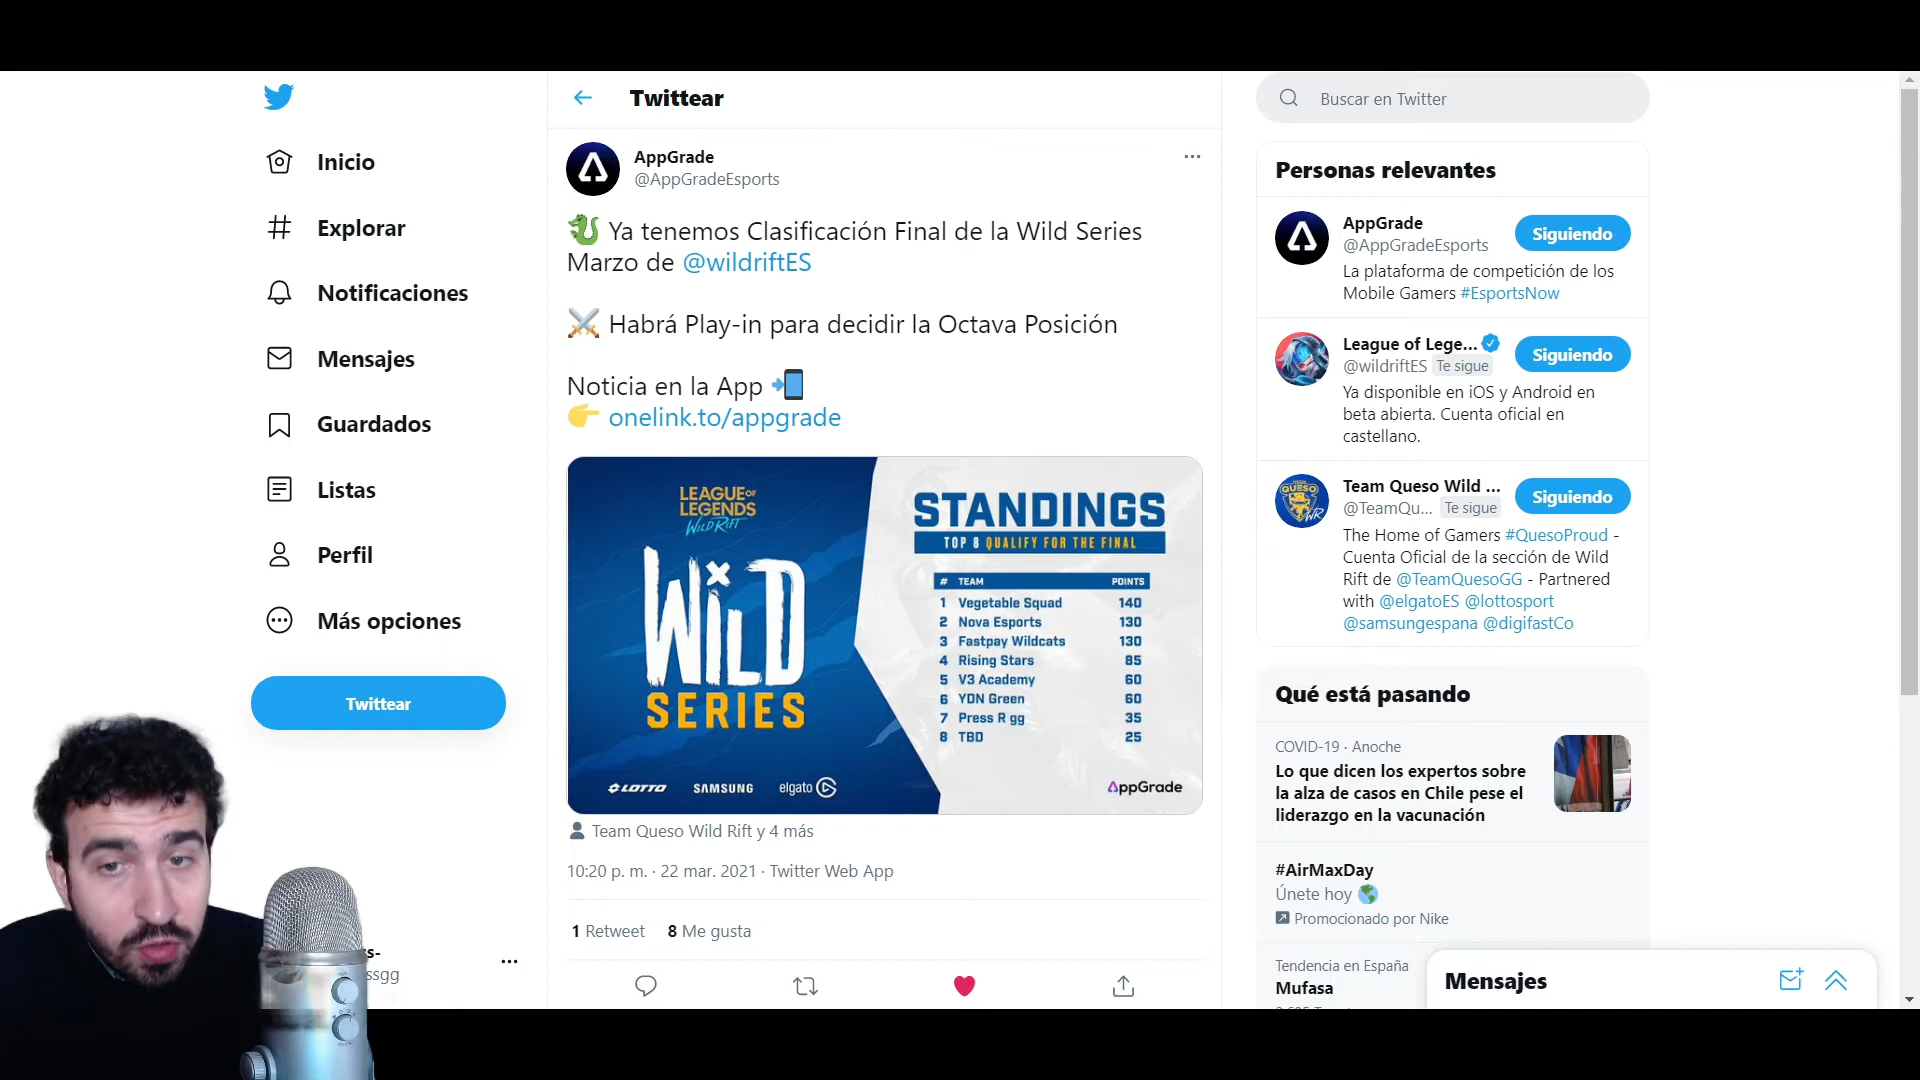 Inicio
Explorar
Notificaciones
Mensajes
Guardados
Listas
Perfil
Más opciones
Twittear
ssgg
Twittear
AppGrade
@AppGradeEsports
Ya tenemos Clasificación Final de la Wild Series
Marzo de @wildriftES
Habrá Play-in para decidir la Octava Posición
Noticia en la App
onelink.to/appgrade
LEAGUE OF
LEGENDS
WILD RIFT
WILD
SERIES
LOTTO SAMSUNG elgato
STANDINGS
TOP 8 QUALIFY FOR THE FINAL
# TEAM POINTS
1 Vegetable Squad 140
2 Nova Esports 130
3 Fastpay Wildcats 130
4 Rising Stars 85
5 V3 Academy 60
6 YDN Green 60
7 Press R gg 35
8 TBD 25
AppGrade
Team Queso Wild Rift y 4 más
10:20 p. m. · 22 mar. 2021 · Twitter Web App
1 Retweet 8 Me gusta
Buscar en Twitter
Personas relevantes
AppGrade
@AppGradeEsports
Siguiendo
La plataforma de competición de los
Mobile Gamers #EsportsNow
League of Lege...
@wildriftES Te sigue
Siguiendo
Ya disponible en iOS y Android en
beta abierta. Cuenta oficial en
castellano.
Team Queso Wild ...
@TeamQu... Te sigue
Siguiendo
The Home of Gamers #QuesoProud -
Cuenta Oficial de la sección de Wild
Rift de @TeamQuesoGG - Partnered
with @elgatoES @lottosport
@samsungespana @digifastCo
Qué está pasando
COVID-19 · Anoche
Lo que dicen los expertos sobre
la alza de casos en Chile pese el
liderazgo en la vacunación
#AirMaxDay
Únete hoy
Promocionado por Nike
Tendencia en España
Mufasa
Mensajes